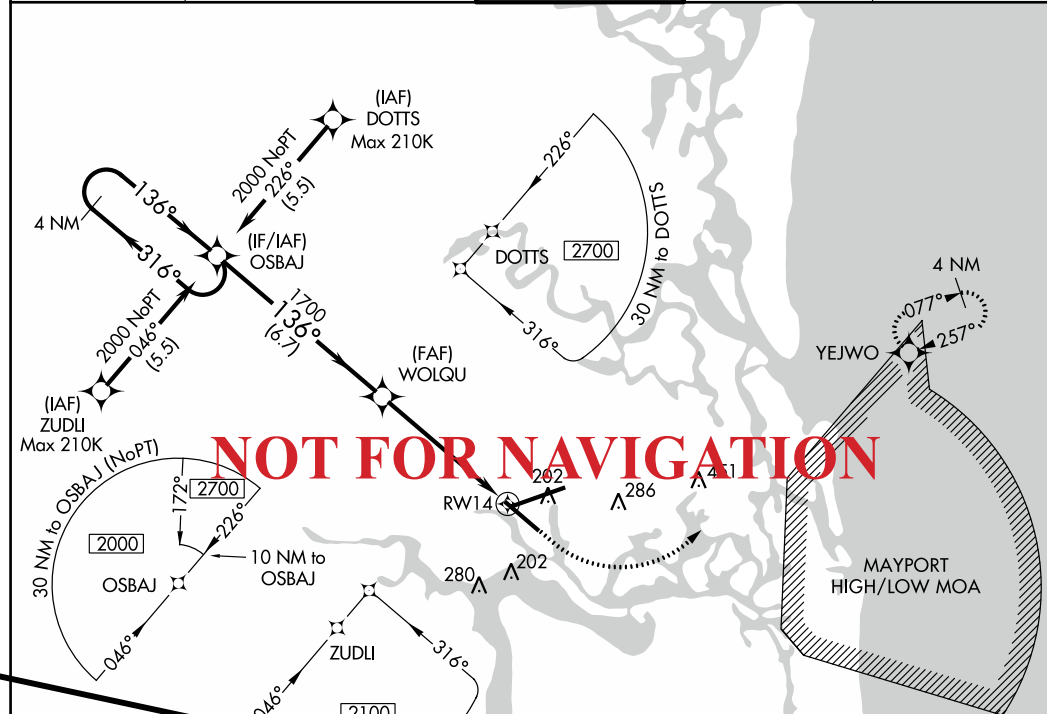 (IAF)
DOTTS
Max 210K
2000 NoPT
226°
(5.5)
136°
4 NM
316°
(IF/IAF)
OSBAJ
2000 NoPT
046°
(5.5)
1700
136°
(6.7)
(FAF)
WOLQU
(IAF)
ZUDLI
Max 210K
226°
DOTTS
2700
316°
30 NM to DOTTS
4 NM
077°
257°
YEJWO
NOT FOR NAVIGATION
RW14
286
451
280
202
30 NM to OSBAJ (NoPT)
2700
172°
226°
2000
10 NM to
OSBAJ
OSBAJ
046°
ZUDLI
316°
046°
2100
MAYPORT
HIGH/LOW MOA